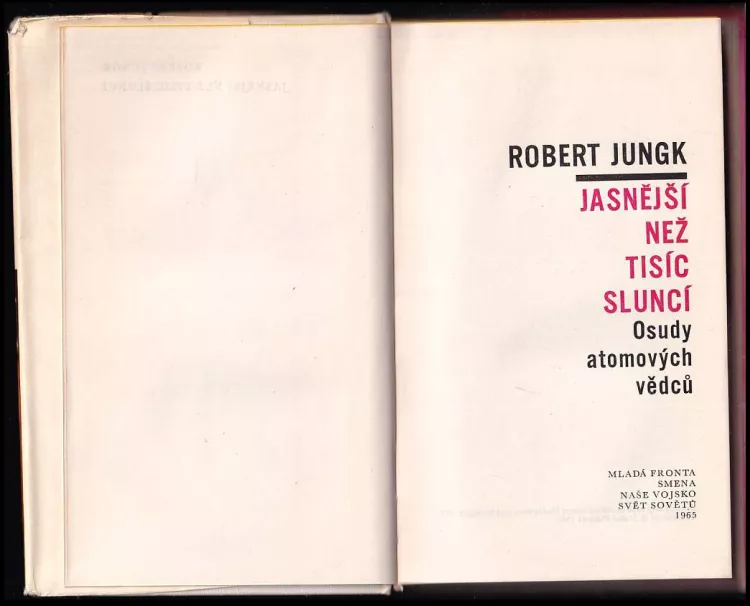 ROBERT JUNGK
JASNĚJŠÍ
NEŽ
TISÍC
SLUNCÍ
Osudy
atomových
vědců
MLADÁ FRONTA
SMENA
NAŠE VOJSKO
SVĚT SOVĚTŮ
1965